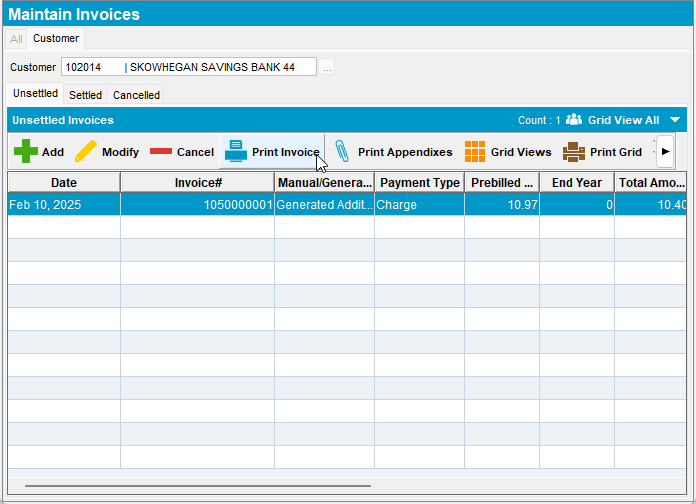 Maintain Invoices
All Customer
Customer 102014 | SKOWHEGAN SAVINGS BANK 44 ...
Unsettled Settled Cancelled
Unsettled Invoices Count : 1 Grid View All
Add Modify Cancel Print Invoice Print Appendixes Grid Views Print Grid
Date Invoice# Manual/Genera... Payment Type Prebilled ... End Year Total Amo...
Feb 10, 2025 1050000001 Generated Addit... Charge 10.97 0 10.40